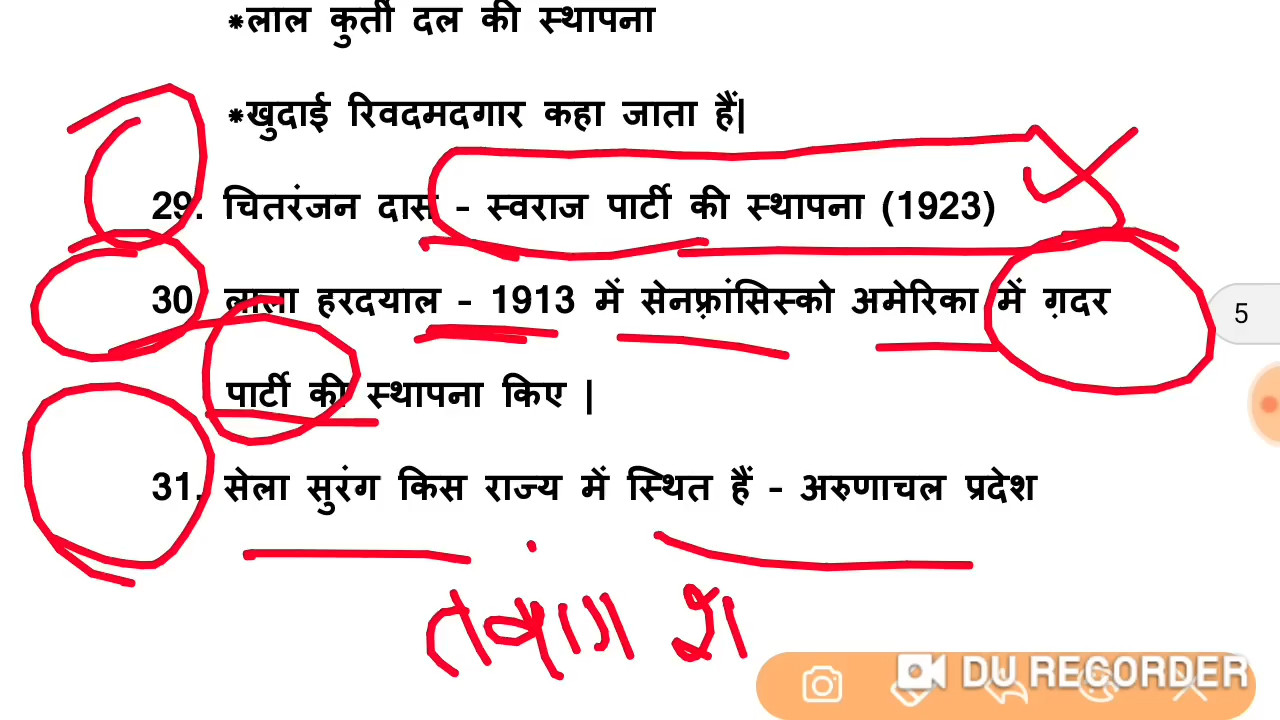 *लाल कुर्ती दल की स्थापना
*खुदाई रिवदमदगार कहा जाता हैं|
29. चितरंजन दास - स्वराज पार्टी की स्थापना (1923)
30. लाला हरदयाल - 1913 में सेनफ़्रांसिस्को अमेरिका में ग़दर
5
पार्टी की स्थापना किए |
31. सेला सुरंग किस राज्य में स्थित हैं - अरुणाचल प्रदेश
तवांग
DU RECORDER